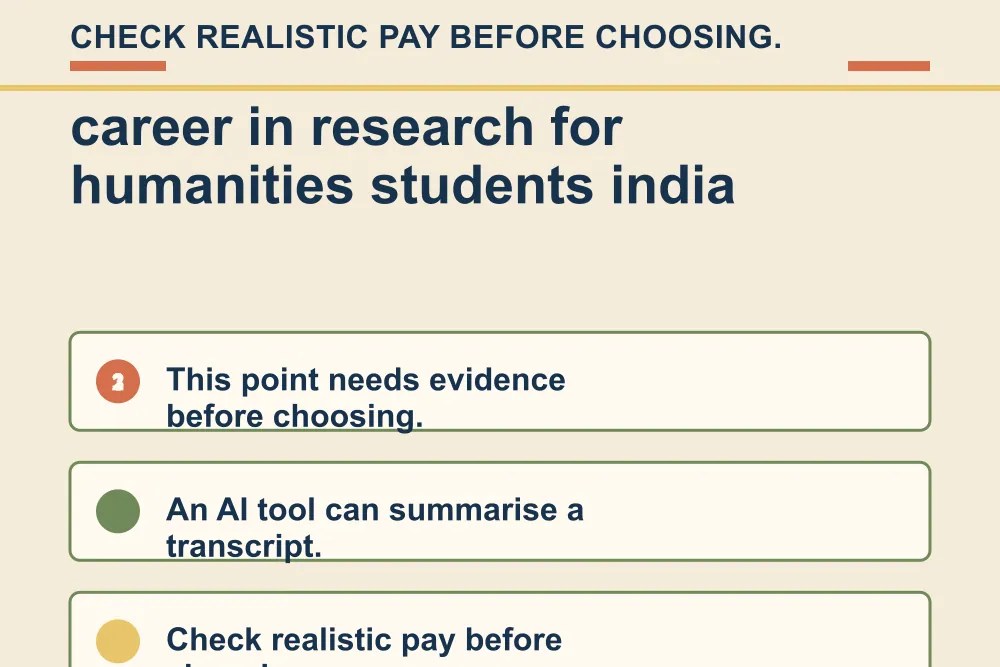 CHECK REALISTIC PAY BEFORE CHOOSING.
career in research for
humanities students india
This point needs evidence
before choosing.
An AI tool can summarise a
transcript.
Check realistic pay before